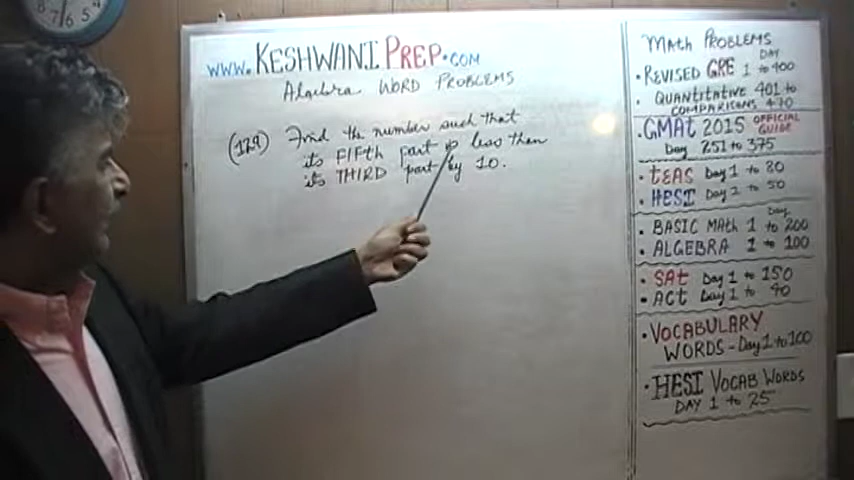 8 7 6 5
WWW. KESHWANI PREP.COM
Algebra WORD PROBLEMS
(129) Find the number such that
its FIFTH part is less than
its THIRD part by 10.
MATH PROBLEMS
DAY
• REVISED GRE 1 to 400
• QUANTITATIVE 401 to
COMPARISONS 470
• GMAT 2015 OFFICIAL GUIDE
Day 251 to 375
• TEAS Day 1 to 80
• HESI Day 1 to 50
Day
• BASIC MATH 1 to 200
• ALGEBRA 1 to 100
• SAT Day 1 to 150
• ACT Day 1 to 40
• VOCABULARY
WORDS - Day 1 to 100
• HESI VOCAB WORDS
DAY 1 to 25